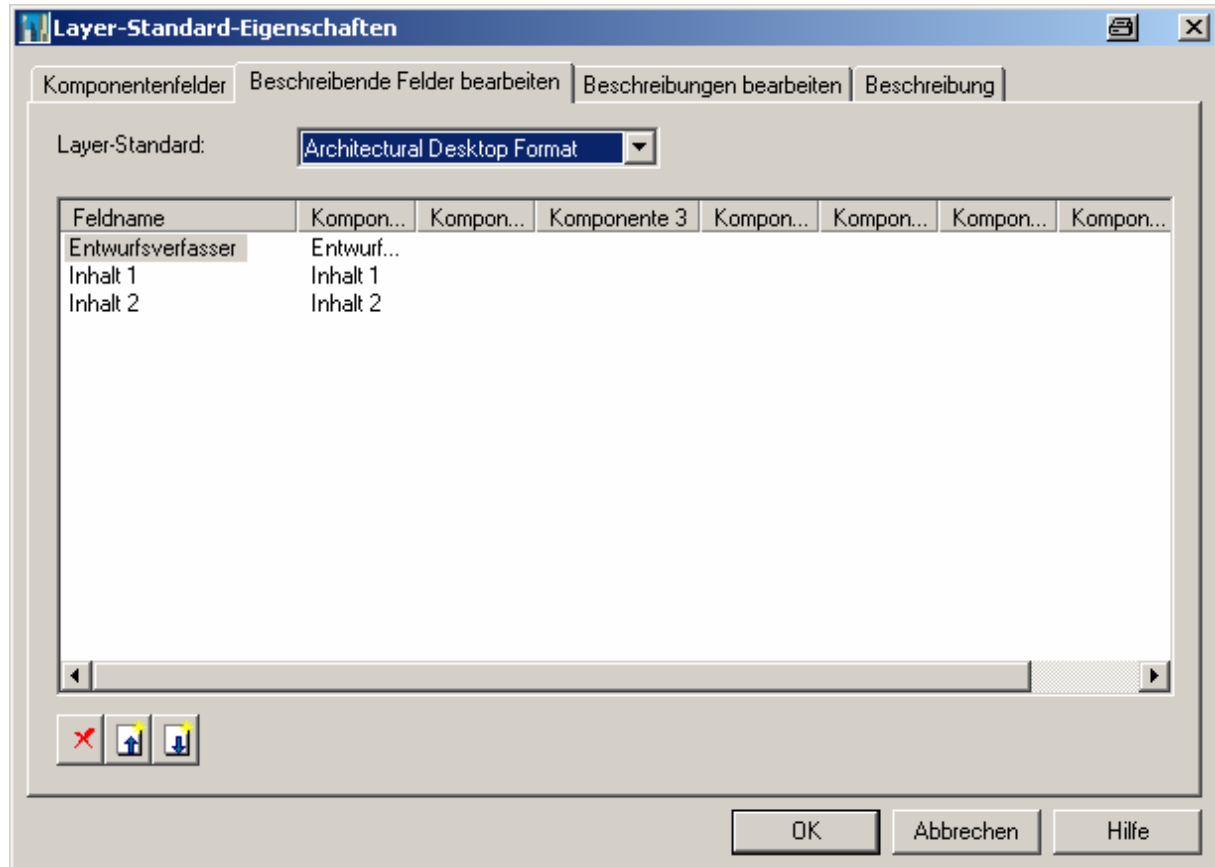 Layer-Standard-Eigenschaften
Komponentenfelder Beschreibende Felder bearbeiten Beschreibungen bearbeiten Beschreibung
Layer-Standard: Architectural Desktop Format
Feldname Kompon... Kompon... Komponente 3 Kompon... Kompon... Kompon... Kompon...
Entwurfsverfasser Entwurf...
Inhalt 1 Inhalt 1
Inhalt 2 Inhalt 2
OK Abbrechen Hilfe